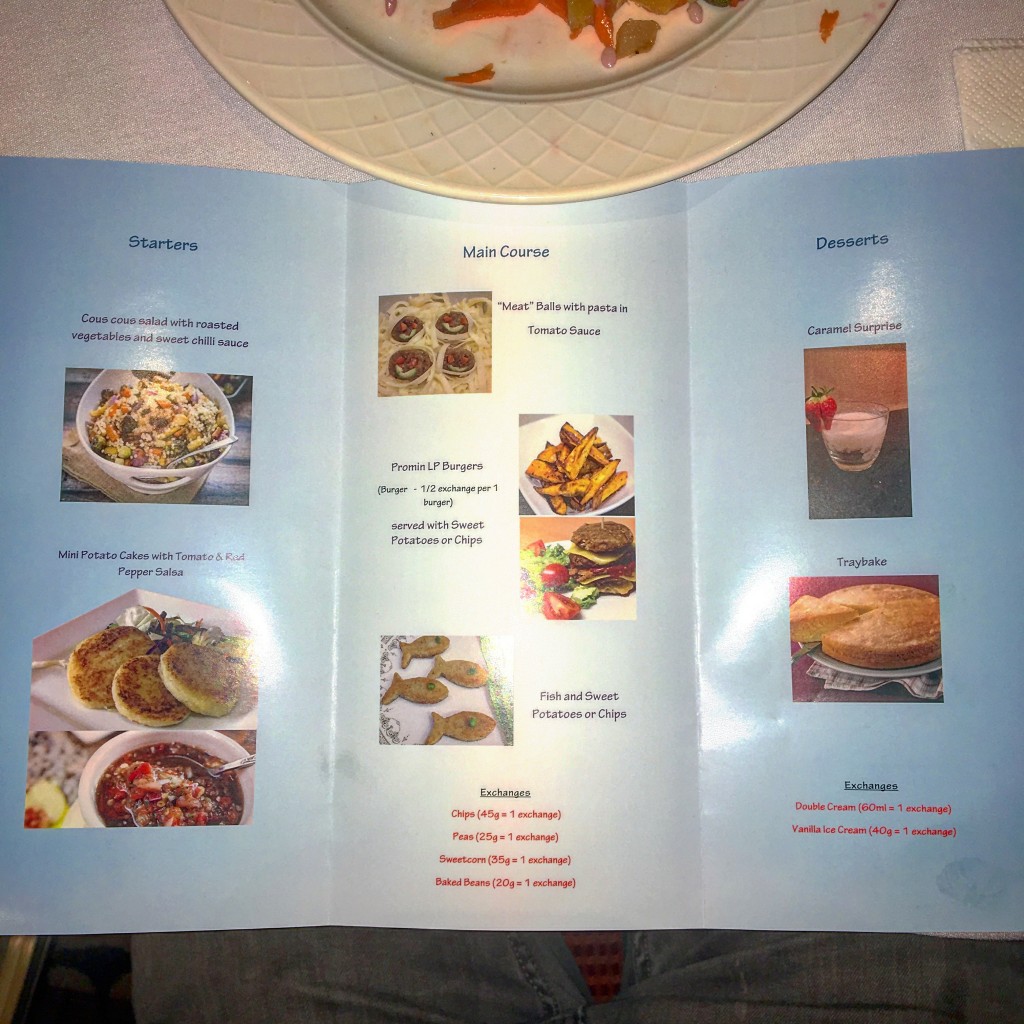 Starters
Cous cous salad with roasted
vegetables and sweet chilli sauce
Mini Potato Cakes with Tomato & Red
Pepper Salsa
Main Course
"Meat" Balls with pasta in
Tomato Sauce
Promin LP Burgers
(Burger - 1/2 exchange per 1
burger)
served with Sweet
Potatoes or Chips
Fish and Sweet
Potatoes or Chips
Exchanges
Chips (45g = 1 exchange)
Peas (25g = 1 exchange)
Sweetcorn (35g = 1 exchange)
Baked Beans (20g = 1 exchange)
Desserts
Caramel Surprise
Traybake
Exchanges
Double Cream (60ml = 1 exchange)
Vanilla Ice Cream (40g = 1 exchange)